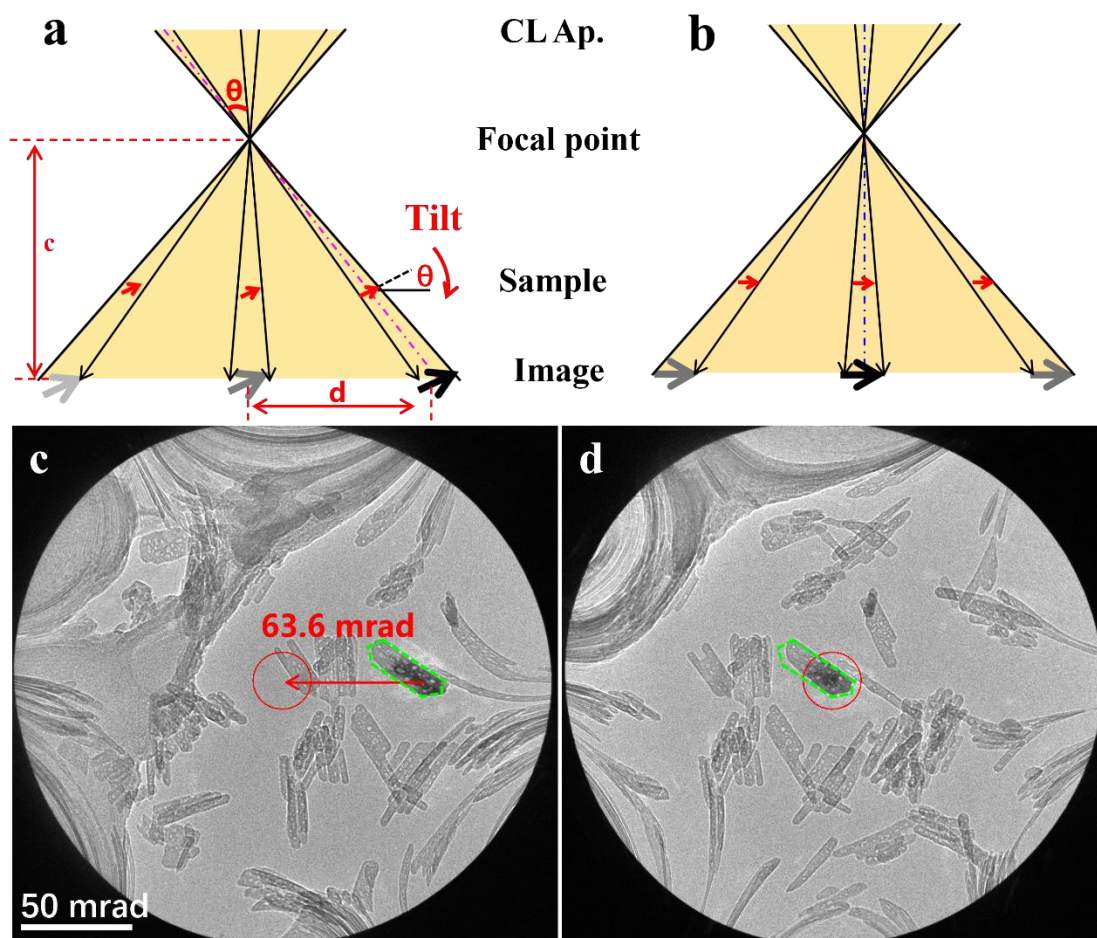 a
CL Ap.
b
θ
Focal point
c
Tilt
θ
Sample
Image
d
c
d
63.6 mrad
50 mrad